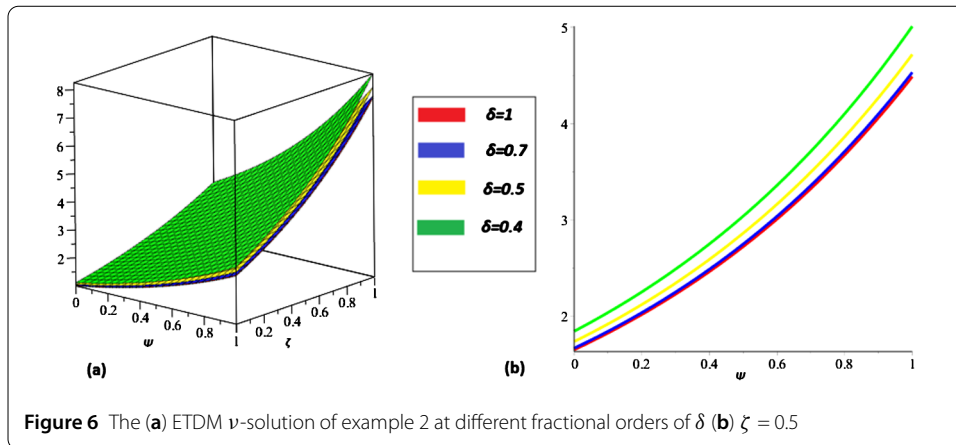 8
7
6
5
4
3
2
0
0.2
0.4
0.6
0.8
1
ψ
0.2
0.4
0.6
0.8
1
ζ
(a)
δ=1
δ=0.7
δ=0.5
δ=0.4
5
4
3
2
0
0.2
0.4
0.6
0.8
1
ψ
(b)
Figure 6 The (a) ETDM ν-solution of example 2 at different fractional orders of δ (b) ζ = 0.5